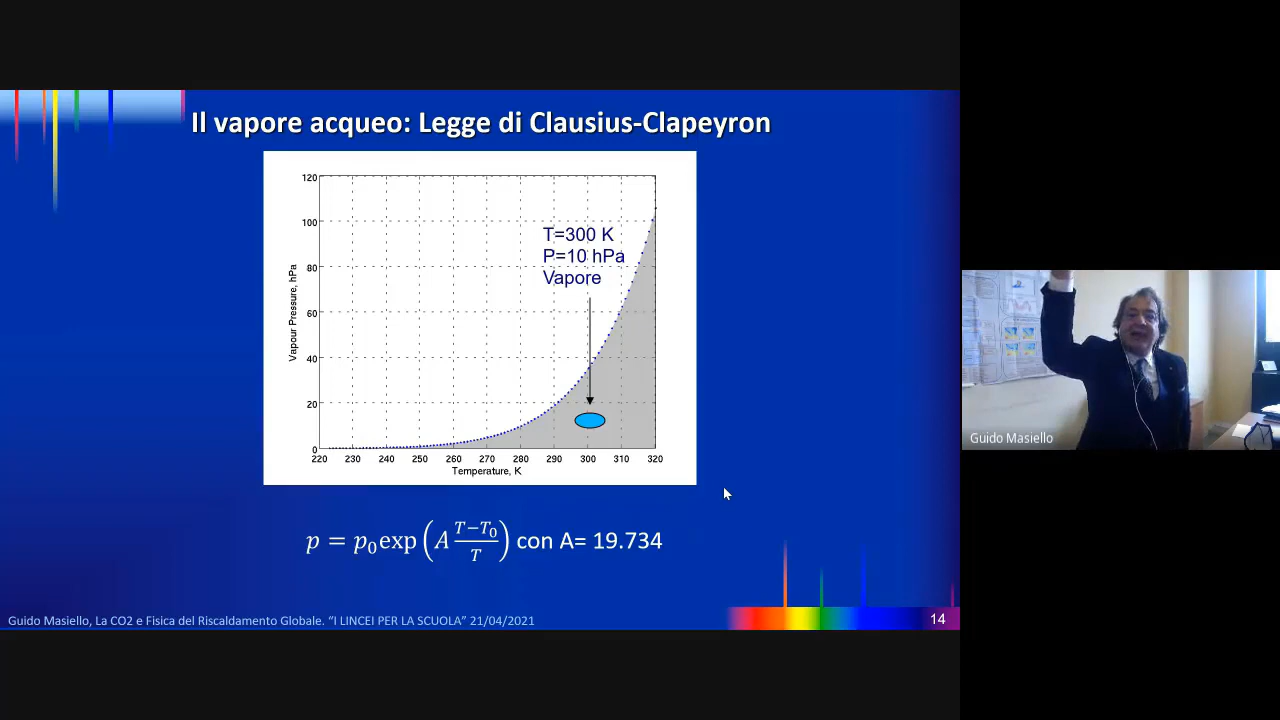 Il vapore acqueo: Legge di Clausius-Clapeyron
120
100
80
60
40
20
0
Vapour Pressure, hPa
T=300 K
P=10 hPa
Vapore
220 230 240 250 260 270 280 290 300 310 320
Temperature, K
p = p₀exp(A (T−T₀)/T) con A= 19.734
Guido Masiello, La CO2 e Fisica del Riscaldamento Globale. "I LINCEI PER LA SCUOLA" 21/04/2021
14
Guido Masiello